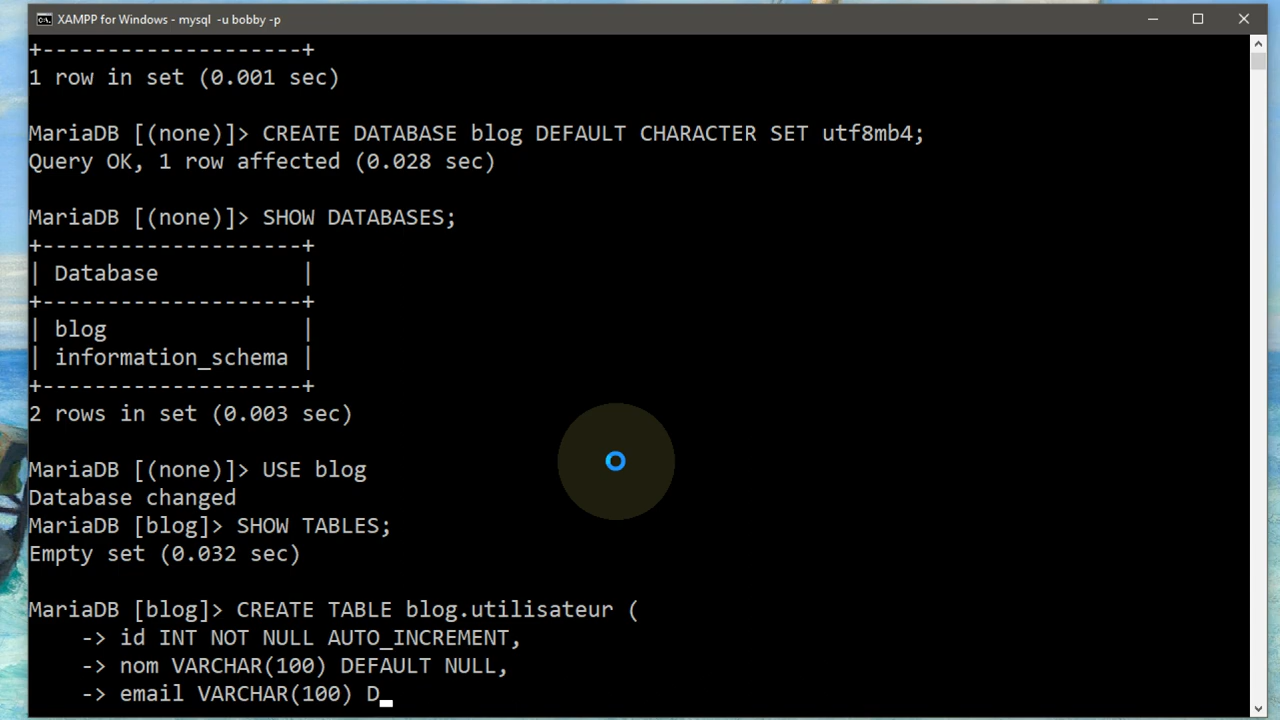 XAMPP for Windows - mysql -u bobby -p
+--------------------+
1 row in set (0.001 sec)
MariaDB [(none)]> CREATE DATABASE blog DEFAULT CHARACTER SET utf8mb4;
Query OK, 1 row affected (0.028 sec)
MariaDB [(none)]> SHOW DATABASES;
+--------------------+
| Database           |
+--------------------+
| blog               |
| information_schema |
+--------------------+
2 rows in set (0.003 sec)
MariaDB [(none)]> USE blog
Database changed
MariaDB [blog]> SHOW TABLES;
Empty set (0.032 sec)
MariaDB [blog]> CREATE TABLE blog.utilisateur (
    -> id INT NOT NULL AUTO_INCREMENT,
    -> nom VARCHAR(100) DEFAULT NULL,
    -> email VARCHAR(100) D